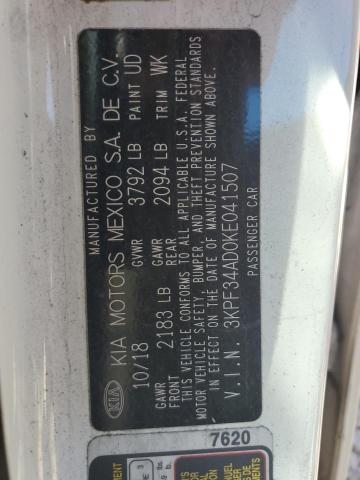 MANUFACTURED BY
KIA KIA MOTORS MEXICO S.A. DE C.V.
10/18 GVWR 3792 LB PAINT UD
GAWR FRONT 2183 LB GAWR REAR 2094 LB TRIM WK
THIS VEHICLE CONFORMS TO ALL APPLICABLE U.S.A. FEDERAL
MOTOR VEHICLE SAFETY, BUMPER, AND THEFT PREVENTION STANDARDS
IN EFFECT ON THE DATE OF MANUFACTURE SHOWN ABOVE.
V.I.N. 3KPF34AD0KE041507
PASSENGER CAR
7620